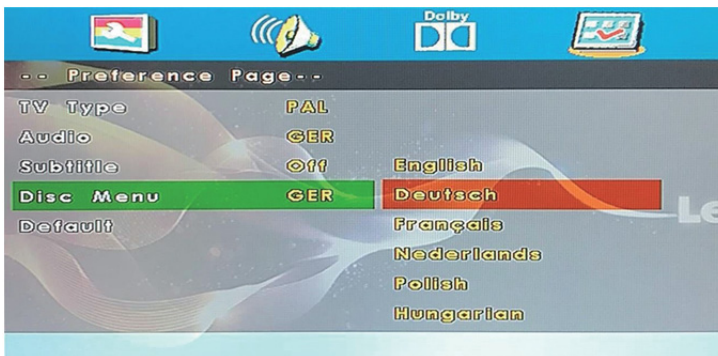 Dolby
-- Preference Page--
TV Type PAL
Audio GER
Subtitle Off English
Disc Menu GER Deutsch
Default Français
Nederlands
Polish
Hungarian
Le